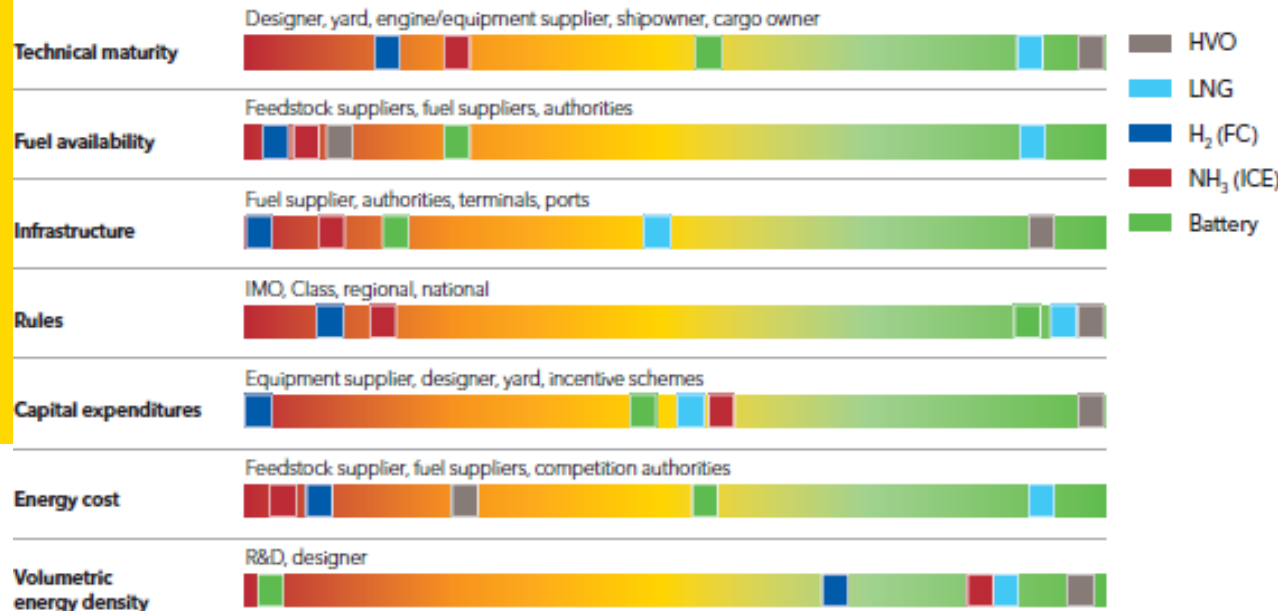 Designer, yard, engine/equipment supplier, shipowner, cargo owner
Technical maturity
Feedstock suppliers, fuel suppliers, authorities
Fuel availability
Fuel supplier, authorities, terminals, ports
Infrastructure
IMO, Class, regional, national
Rules
Equipment supplier, designer, yard, incentive schemes
Capital expenditures
Feedstock supplier, fuel suppliers, competition authorities
Energy cost
R&D, designer
Volumetric
energy density
HVO
LNG
H₂ (FC)
NH₃ (ICE)
Battery